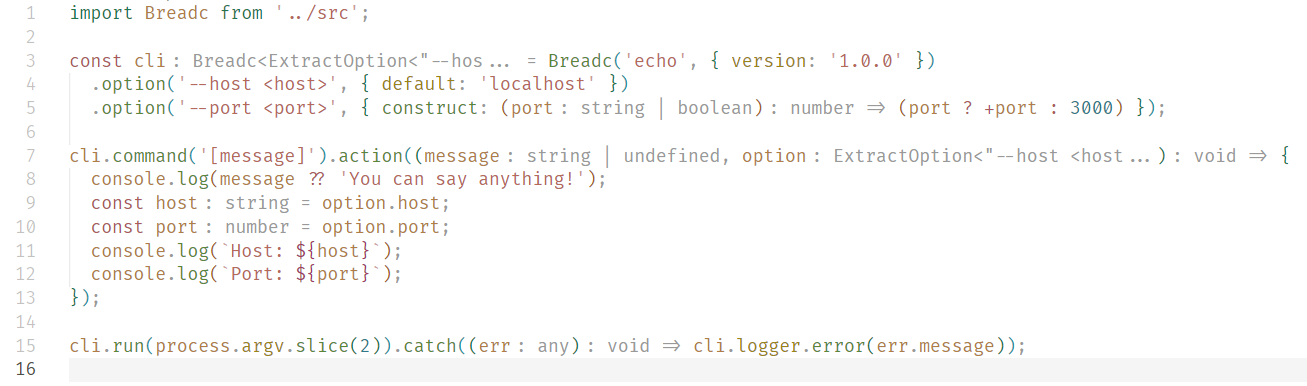 1 import Breadc from '../src';
2
3 const cli: Breadc<ExtractOption<"--hos... = Breadc('echo', { version: '1.0.0' })
4 .option('--host <host>', { default: 'localhost' })
5 .option('--port <port>', { construct: (port: string | boolean): number => (port ? +port : 3000) });
6
7 cli.command('[message]').action((message: string | undefined, option: ExtractOption<"--host <host...): void => {
8 console.log(message ?? 'You can say anything!');
9 const host: string = option.host;
10 const port: number = option.port;
11 console.log(`Host: ${host}`);
12 console.log(`Port: ${port}`);
13 });
14
15 cli.run(process.argv.slice(2)).catch((err: any): void => cli.logger.error(err.message));
16